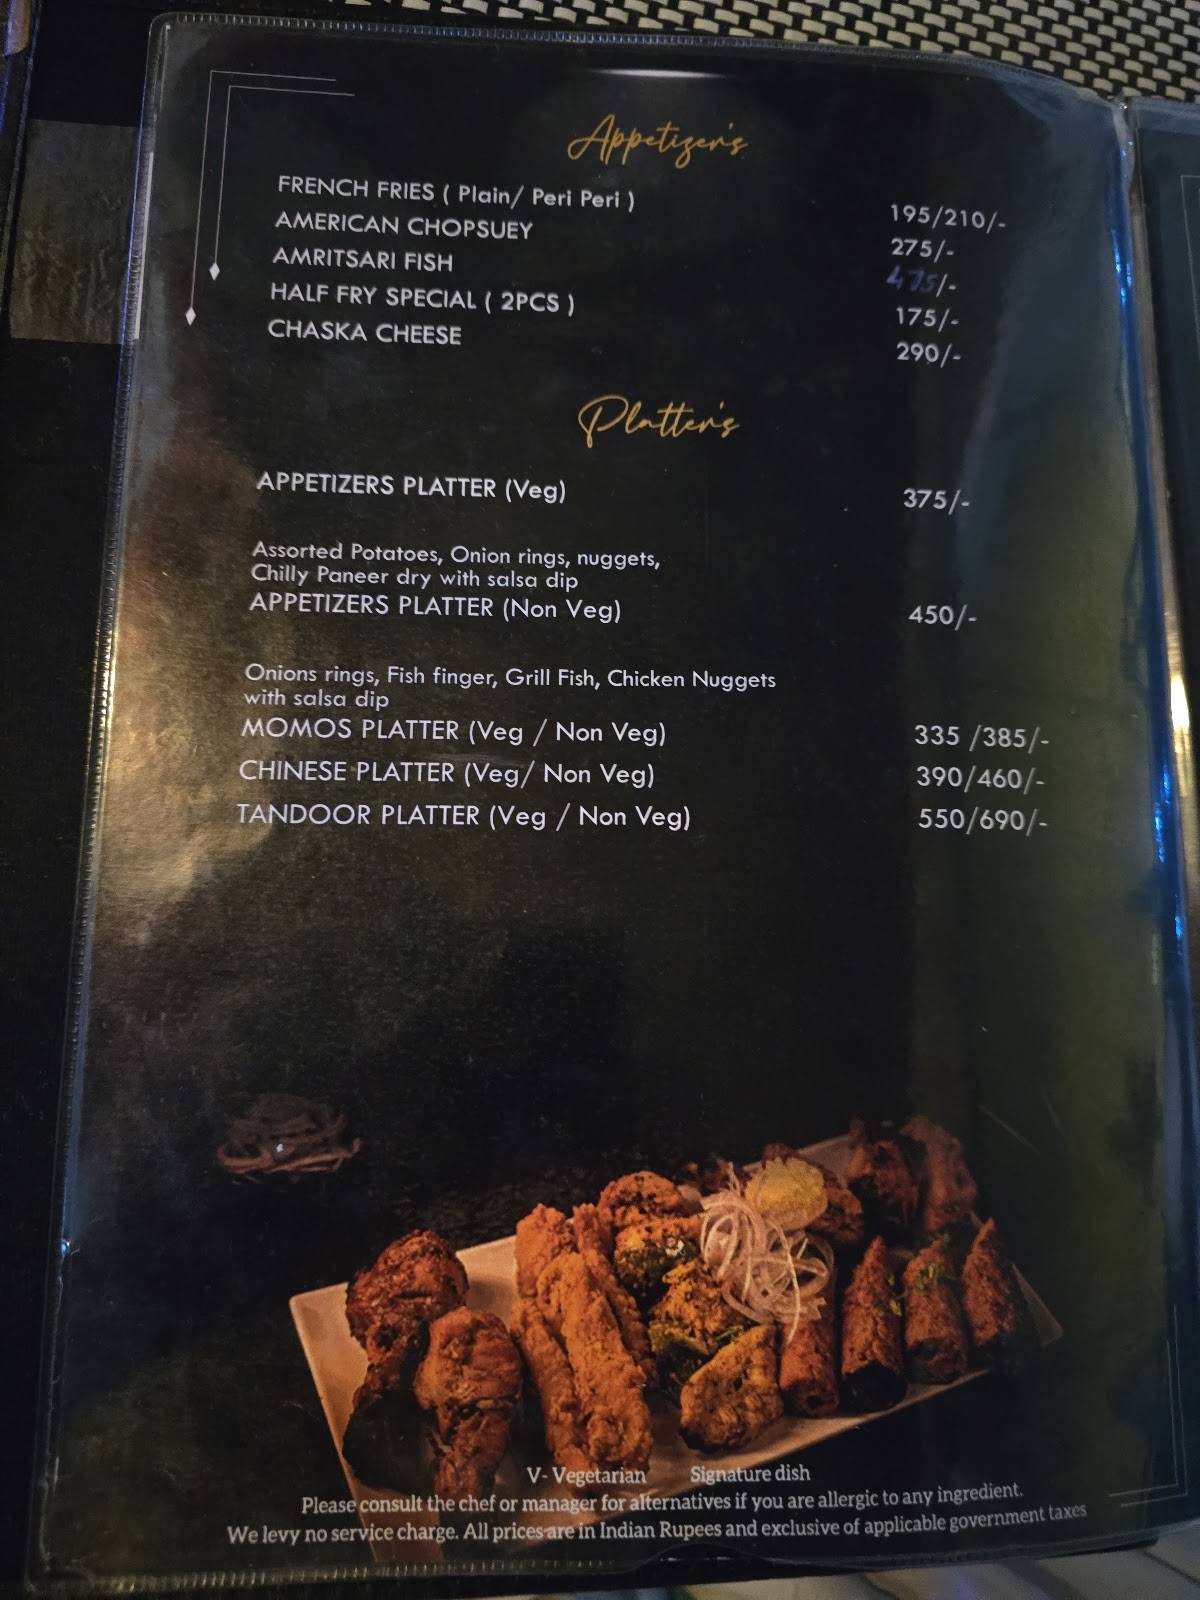 Appetizer's
FRENCH FRIES ( Plain/ Peri Peri ) 195/210/-
AMERICAN CHOPSUEY 275/-
AMRITSARI FISH 475/-
HALF FRY SPECIAL ( 2PCS ) 175/-
CHASKA CHEESE 290/-
Platter's
APPETIZERS PLATTER (Veg) 375/-
Assorted Potatoes, Onion rings, nuggets,
Chilly Paneer dry with salsa dip
APPETIZERS PLATTER (Non Veg) 450/-
Onions rings, Fish finger, Grill Fish, Chicken Nuggets
with salsa dip
MOMOS PLATTER (Veg / Non Veg) 335 /385/-
CHINESE PLATTER (Veg/ Non Veg) 390/460/-
TANDOOR PLATTER (Veg / Non Veg) 550/690/-
V- Vegetarian Signature dish
Please consult the chef or manager for alternatives if you are allergic to any ingredient.
We levy no service charge. All prices are in Indian Rupees and exclusive of applicable government taxes